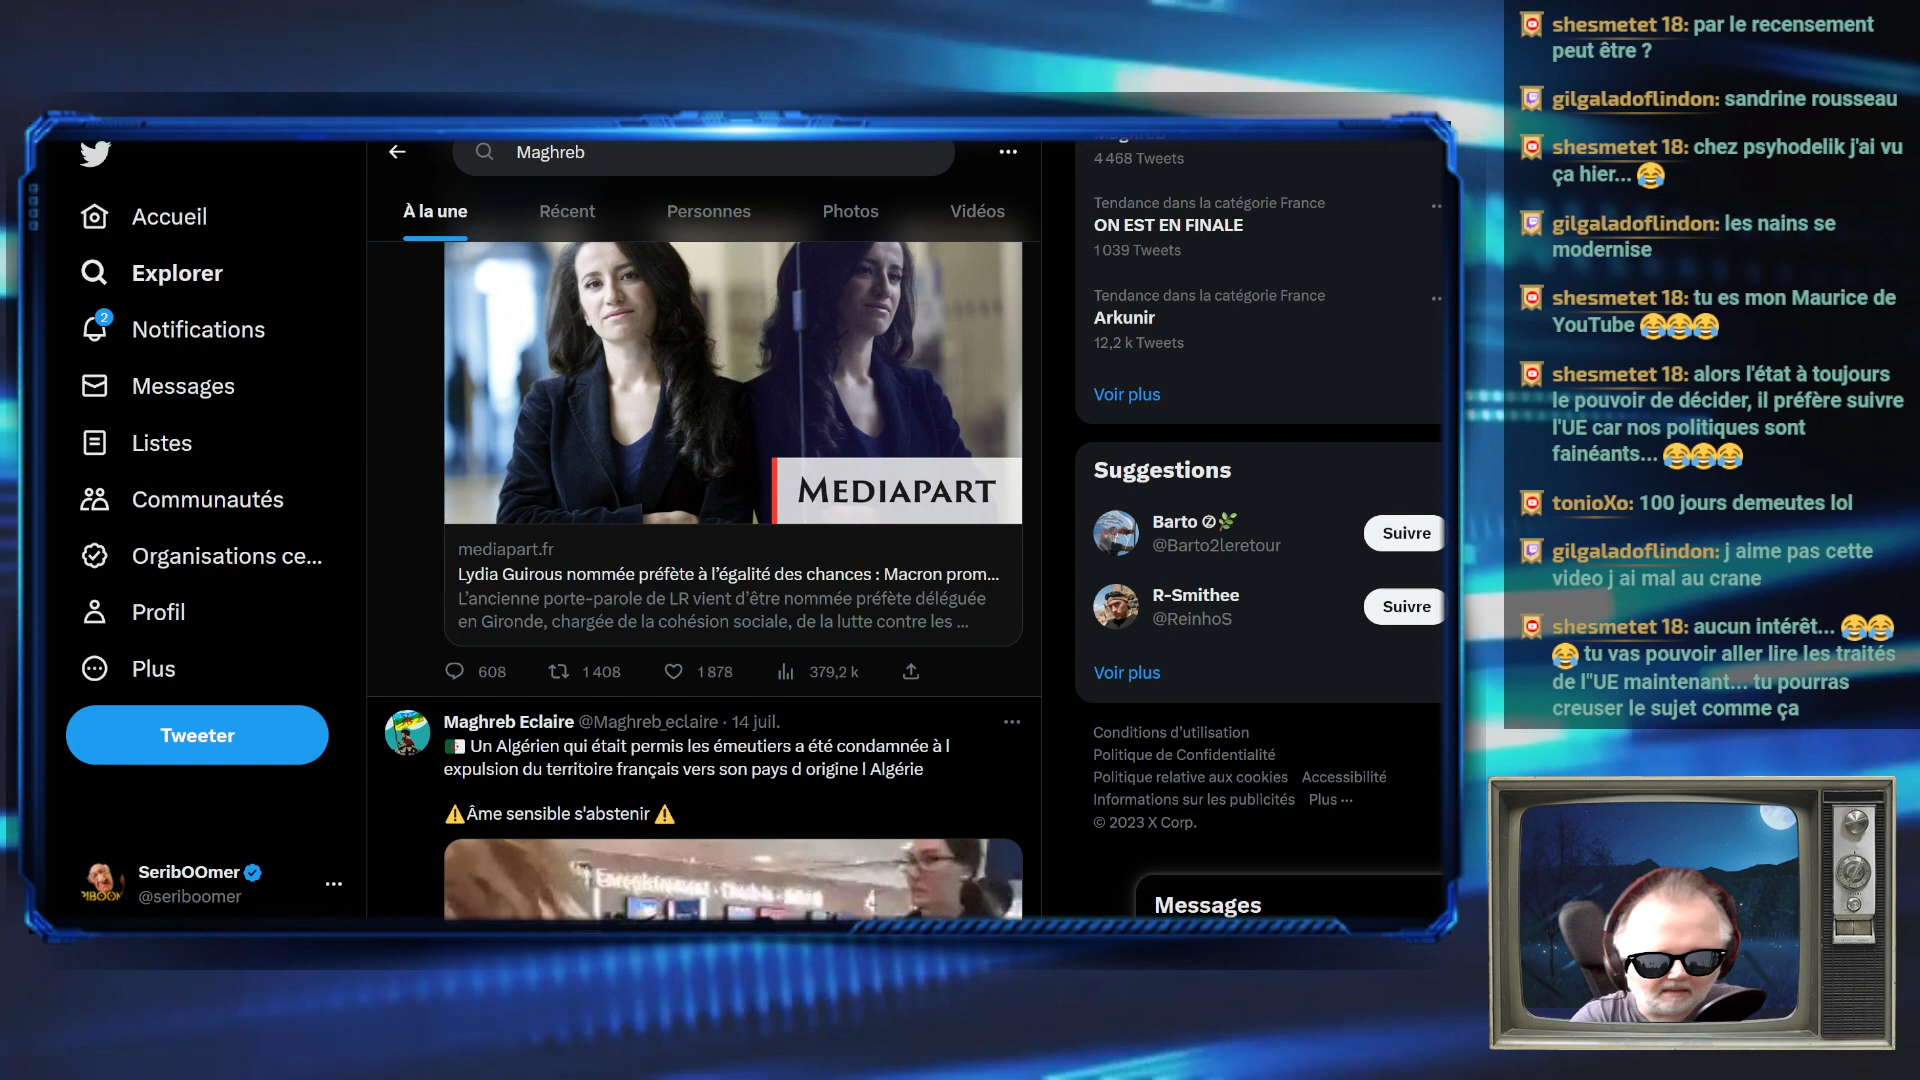 Accueil
Explorer
2
Notifications
Messages
Listes
Communautés
Organisations ce...
Profil
Plus
Tweeter
SeribOOmer
@seriboomer
Maghreb
À la une
Récent
Personnes
Photos
Vidéos
MEDIAPART
mediapart.fr
Lydia Guirous nommée préfète à l'égalité des chances : Macron prom...
L'ancienne porte-parole de LR vient d'être nommée préfète déléguée
en Gironde, chargée de la cohésion sociale, de la lutte contre les ...
608
1 408
1 878
379,2 k
Maghreb Eclaire @Maghreb_eclaire · 14 juil.
🇩🇿 Un Algérien qui était permis les émeutiers a été condamnée à l
expulsion du territoire français vers son pays d origine l Algérie
⚠️Âme sensible s'abstenir ⚠️
Maghreb
4 468 Tweets
Tendance dans la catégorie France
ON EST EN FINALE
1 039 Tweets
Tendance dans la catégorie France
Arkunir
12,2 k Tweets
Voir plus
Suggestions
Barto
@Barto2leretour
Suivre
R-Smithee
@ReinhoS
Suivre
Voir plus
Conditions d'utilisation
Politique de Confidentialité
Politique relative aux cookies Accessibilité
Informations sur les publicités Plus ···
© 2023 X Corp.
Messages
shesmetet 18: par le recensement
peut être ?
gilgaladoflindon: sandrine rousseau
shesmetet 18: chez psyhodelik j'ai vu
ça hier... 😂
gilgaladoflindon: les nains se
modernise
shesmetet 18: tu es mon Maurice de
YouTube 😂😂😂
shesmetet 18: alors l'état à toujours
le pouvoir de décider, il préfère suivre
l'UE car nos politiques sont
fainéants... 😂😂😂
tonioXo: 100 jours demeutes lol
gilgaladoflindon: j aime pas cette
video j ai mal au crane
shesmetet 18: aucun intérêt... 😂😂
😂 tu vas pouvoir aller lire les traités
de l"UE maintenant... tu pourras
creuser le sujet comme ça